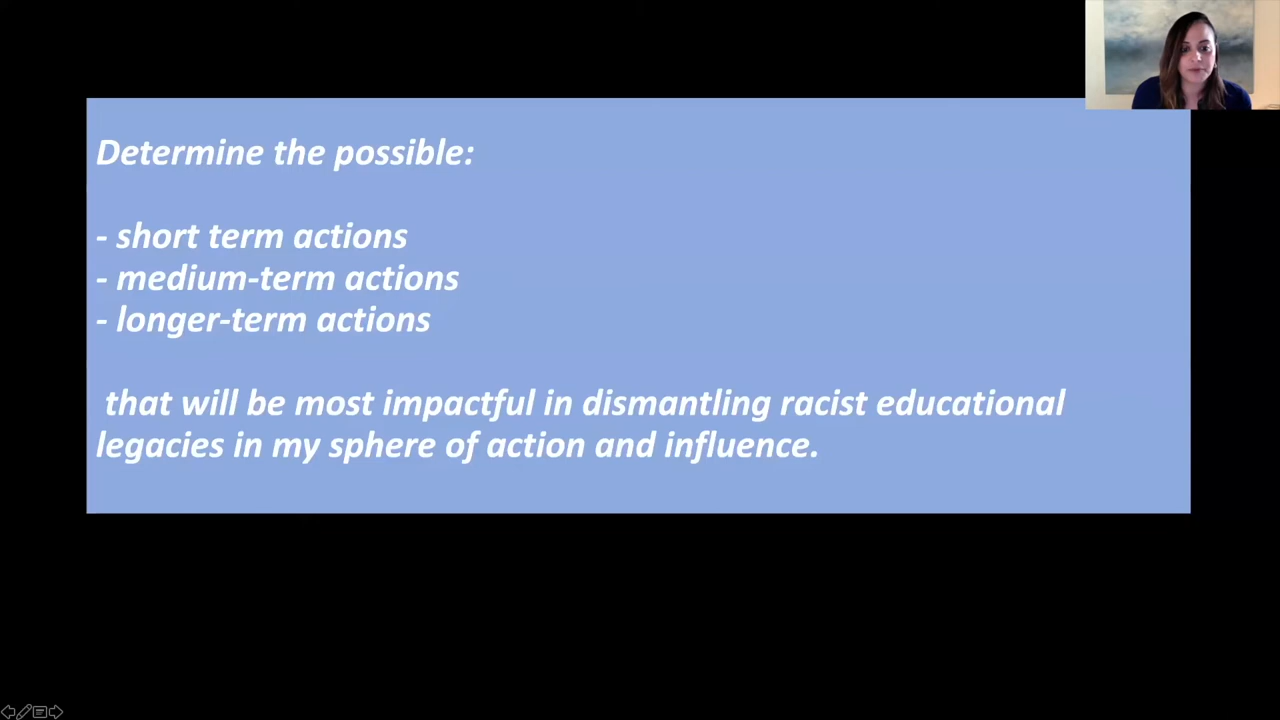 Determine the possible:
- short term actions
- medium-term actions
- longer-term actions
that will be most impactful in dismantling racist educational
legacies in my sphere of action and influence.